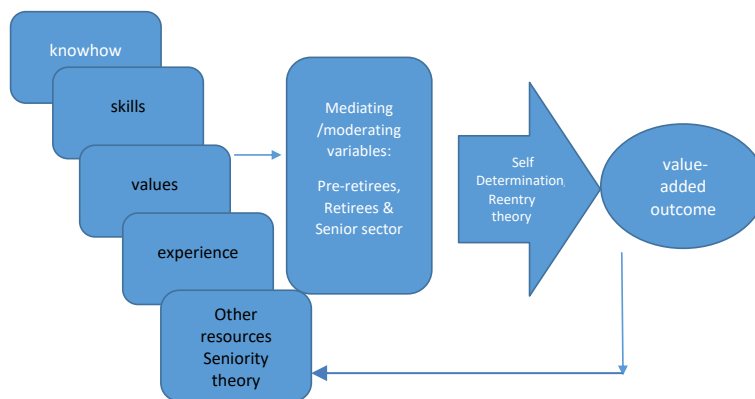 knowhow
skills
values
experience
Other
resources
Seniority
theory
Mediating
/moderating
variables:
Pre-retirees,
Retirees &
Senior sector
Self
Determination,
Reentry
theory
value-
added
outcome